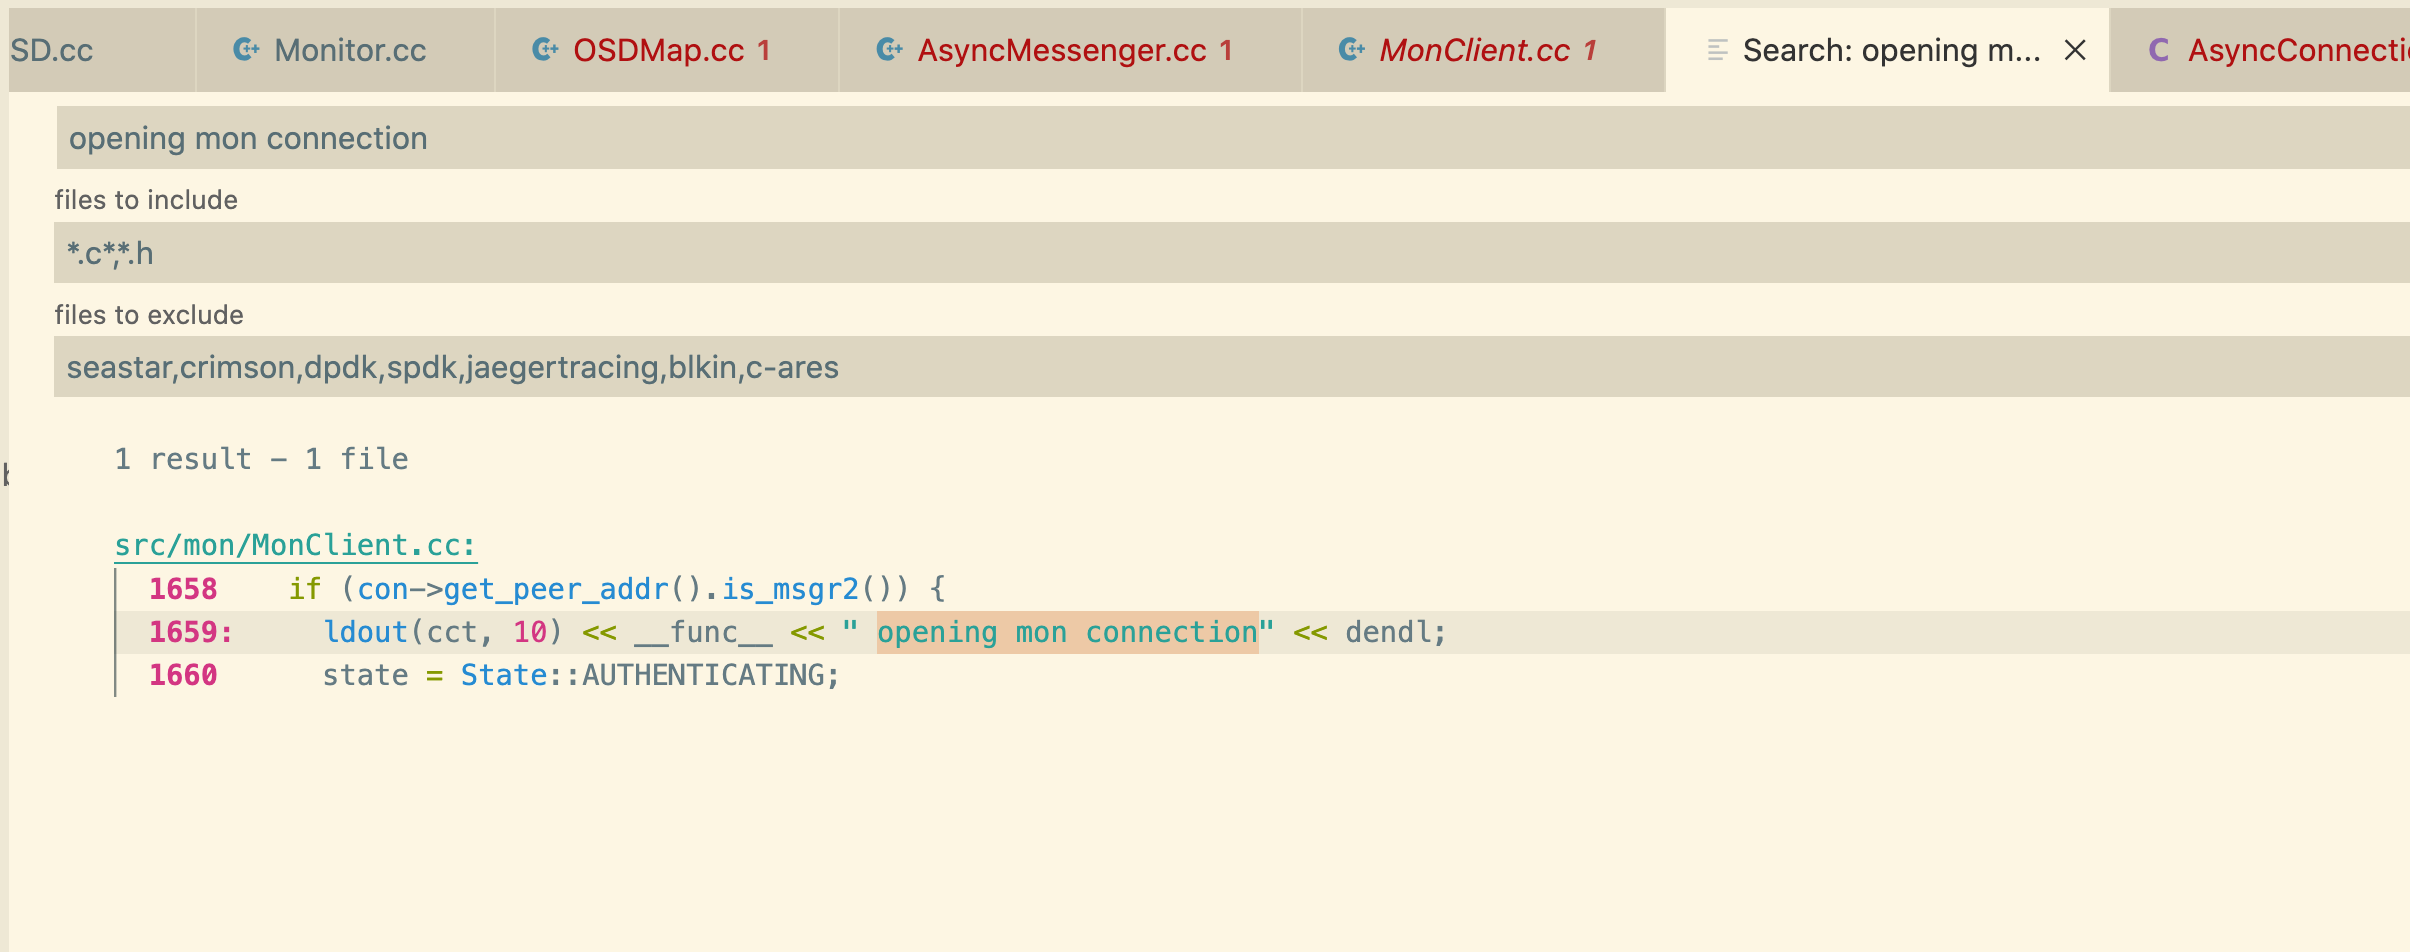 SD.cc Monitor.cc OSDMap.cc 1 AsyncMessenger.cc 1 MonClient.cc 1 Search: opening m... AsyncConnecti
opening mon connection
files to include
*.c**,*.h
files to exclude
seastar,crimson,dpdk,spdk,jaegertracing,blkin,c-ares
1 result - 1 file
src/mon/MonClient.cc:
1658 if (con->get_peer_addr().is_msgr2()) {
1659: ldout(cct, 10) << __func__ << " opening mon connection" << dendl;
1660 state = State::AUTHENTICATING;